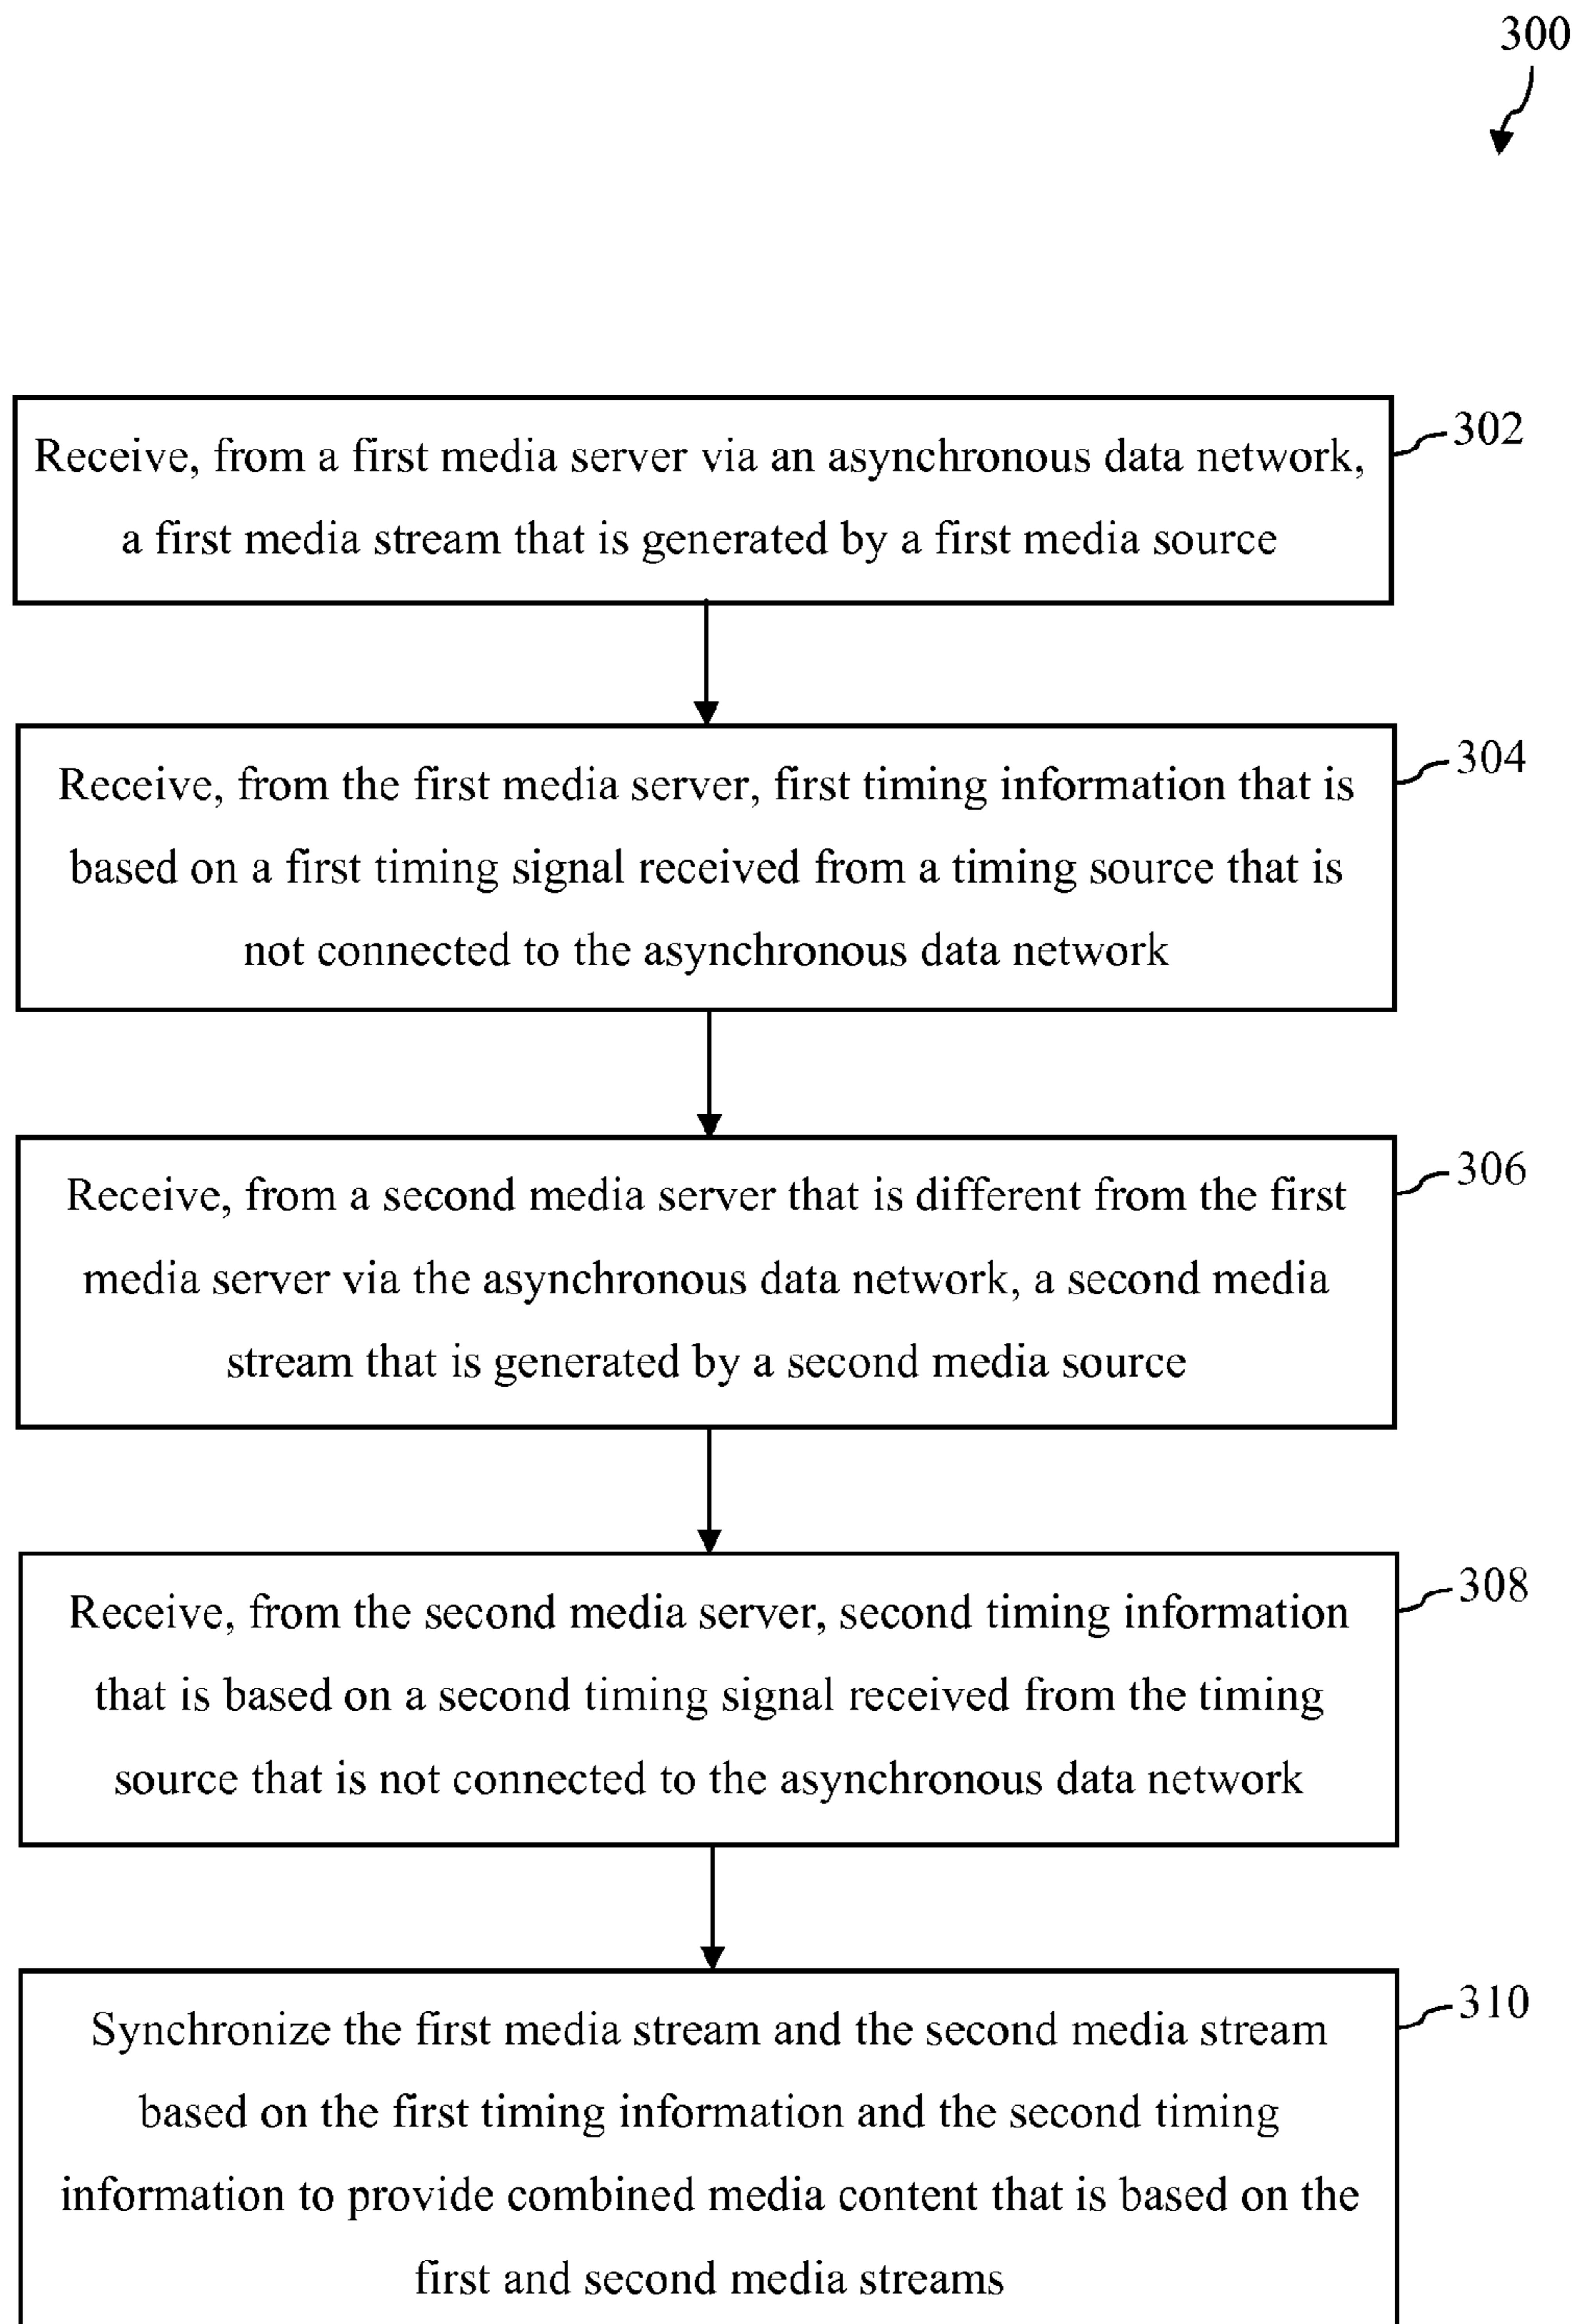 300
Receive, from a first media server via an asynchronous data network,
a first media stream that is generated by a first media source
302
Receive, from the first media server, first timing information that is
based on a first timing signal received from a timing source that is
not connected to the asynchronous data network
304
Receive, from a second media server that is different from the first
media server via the asynchronous data network, a second media
stream that is generated by a second media source
306
Receive, from the second media server, second timing information
that is based on a second timing signal received from the timing
source that is not connected to the asynchronous data network
308
Synchronize the first media stream and the second media stream
based on the first timing information and the second timing
information to provide combined media content that is based on the
first and second media streams
310